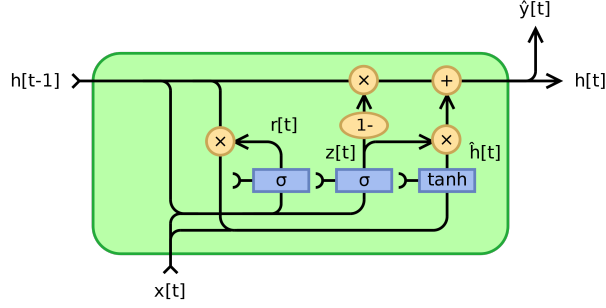 ŷ[t]
h[t-1]
×
+
h[t]
1-
r[t]
×
×
z[t]
ĥ[t]
σ
σ
tanh
x[t]